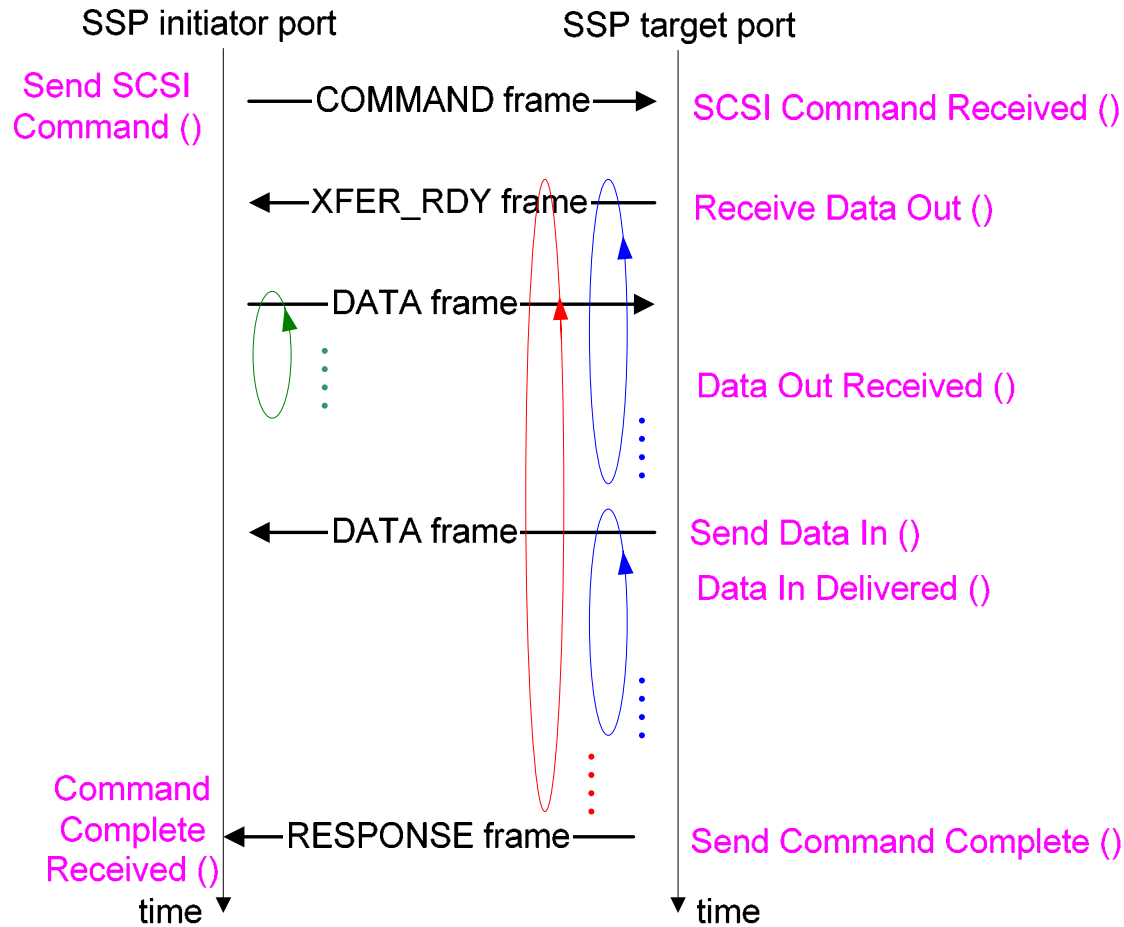 SSP initiator port
SSP target port
Send SCSI
Command ()
COMMAND frame
SCSI Command Received ()
XFER_RDY frame
Receive Data Out ()
DATA frame
Data Out Received ()
DATA frame
Send Data In ()
Data In Delivered ()
Command
Complete
Received ()
RESPONSE frame
Send Command Complete ()
time
time